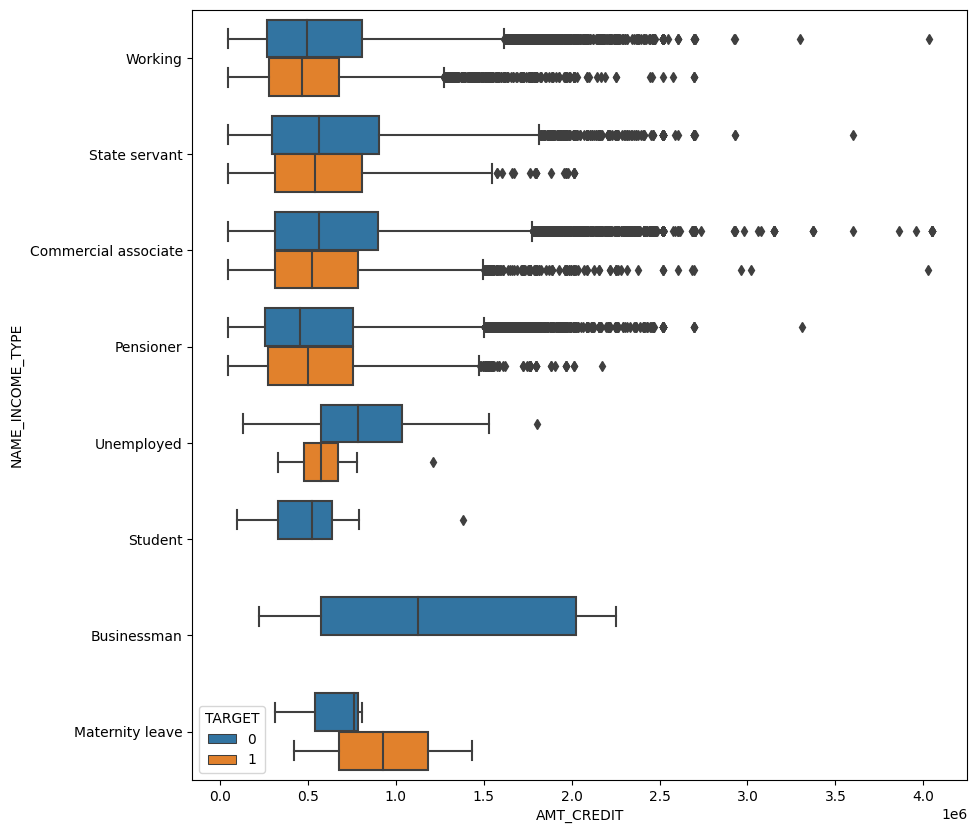 NAME_INCOME_TYPE
Working
State servant
Commercial associate
Pensioner
Unemployed
Student
Businessman
Maternity leave
TARGET
0
1
0.0 0.5 1.0 1.5 2.0 2.5 3.0 3.5 4.0
1e6
AMT_CREDIT